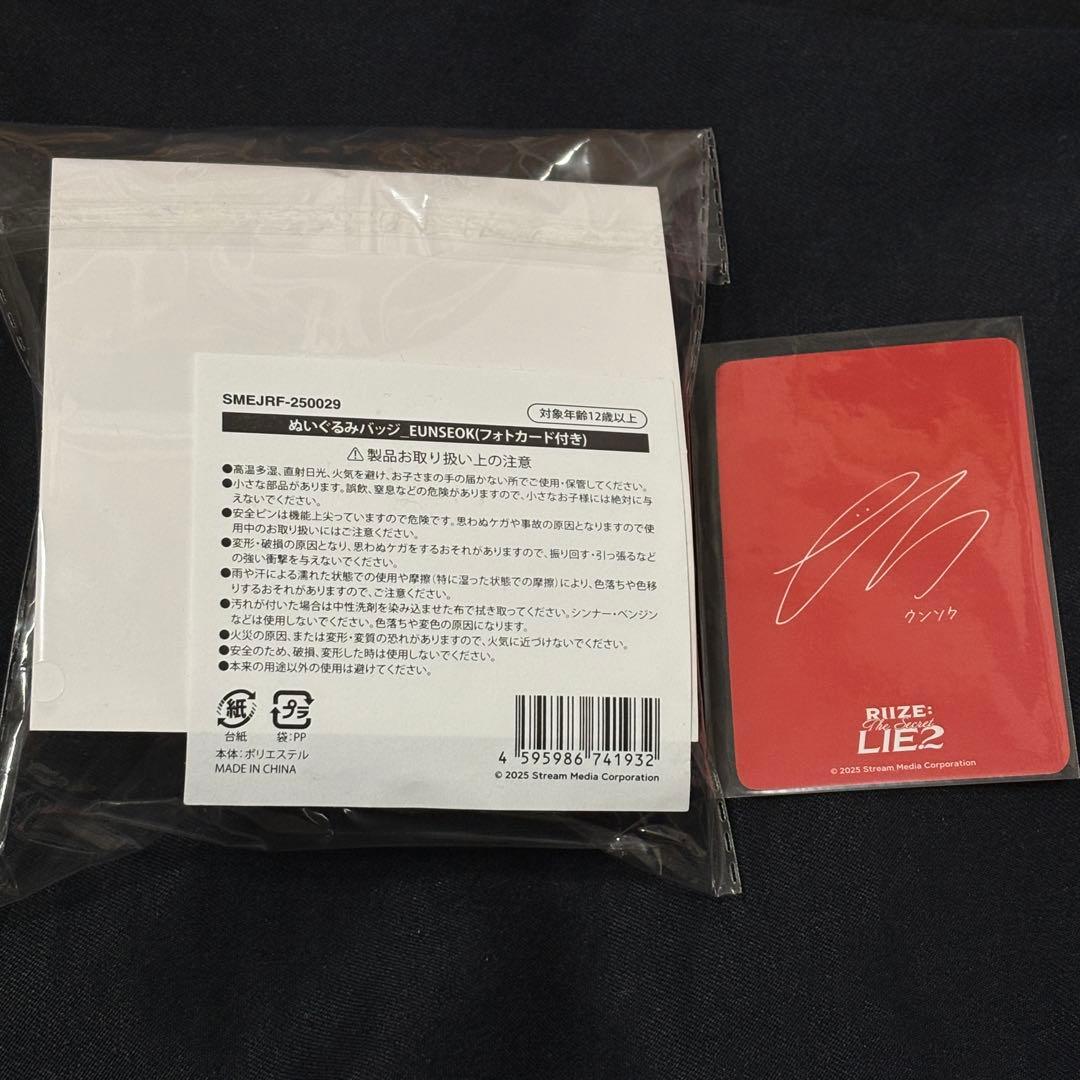 SMEJRF-250029
対象年齢12歳以上
ぬいぐるみバッジ_EUNSEOK(フォトカード付き)
⚠製品お取り扱い上の注意
●高温多湿、直射日光、火気を避け、お子さまの手の届かない所でご使用・保管してください。
●小さな部品があります。誤飲、窒息などの危険がありますので、小さなお子様には絶対に与
えないでください。
●安全ピンは機能上尖っていますので危険です。思わぬケガや事故の原因となりますので使
用中のお取り扱いにはご注意ください。
●変形・破損の原因となり、思わぬケガをするおそれがありますので、振り回す・引っ張るなど
の強い衝撃を与えないでください。
●雨や汗による濡れた状態での使用や摩擦(特に湿った状態での摩擦)により、色落ちや色移
りするおそれがありますので、ご注意ください。
●汚れが付いた場合は中性洗剤を染み込ませた布で拭き取ってください。シンナー・ベンジン
などは使用しないでください。色落ちや変色の原因になります。
●火災の原因、または変形・変質の恐れがありますので、火気に近づけないでください。
●安全のため、破損、変形した時は使用しないでください。
●本来の用途以外の使用は避けてください。
紙
プラ
台紙
袋:PP
本体:ポリエステル
MADE IN CHINA
4 595986 741932
© 2025 Stream Media Corporation
ウンソク
RIIZE:
The Secret
LIE2
© 2025 Stream Media Corporation